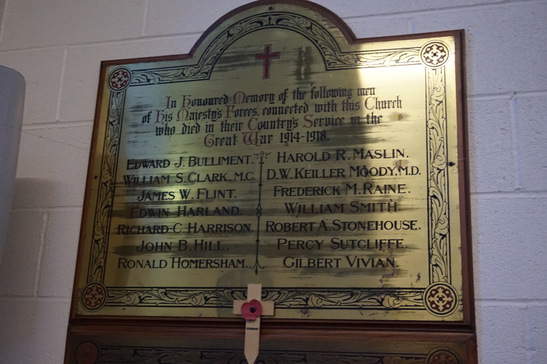 In Honoured Memory of the following men
of His Majesty's Forces, connected with this Church
who died in their Country's Service in the
Great War 1914-1918.
EDWARD J. BULLIMENT.
WILLIAM S. CLARK, M.C.
JAMES W. FLINT.
EDWIN HARLAND.
RICHARD C. HARRISON.
JOHN B. HILL.
RONALD HOMERSHAM.
HAROLD R. MASLIN.
D.W. KEILLER MOODY, M.D.
FREDERICK M. RAINE.
WILLIAM SMITH.
ROBERT A. STONEHOUSE.
PERCY SUTCLIFFE.
GILBERT VIVIAN.